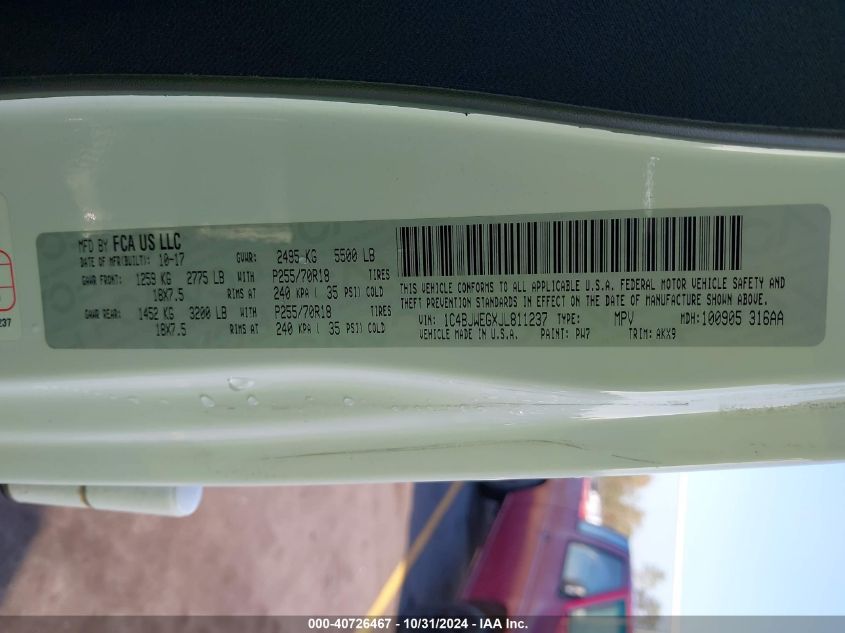 MFD BY FCA US LLC
DATE OF MFR(BUILT): 10-17 GVWR: 2495 KG 5500 LB
GAWR FRONT: 1259 KG 2775 LB WITH P255/70R18 TIRES
18X7.5 RIMS AT 240 KPA ( 35 PSI) COLD
GAWR REAR: 1452 KG 3200 LB WITH P255/70R18 TIRES
18X7.5 RIMS AT 240 KPA ( 35 PSI) COLD
THIS VEHICLE CONFORMS TO ALL APPLICABLE U.S.A. FEDERAL MOTOR VEHICLE SAFETY AND
THEFT PREVENTION STANDARDS IN EFFECT ON THE DATE OF MANUFACTURE SHOWN ABOVE.
VIN: 1C4BJWEGXJL811237 TYPE: MPV MDH: 100905 316AA
VEHICLE MADE IN U.S.A. PAINT: PW7 TRIM: AKX9
237
000-40726467 - 10/31/2024 - IAA Inc.